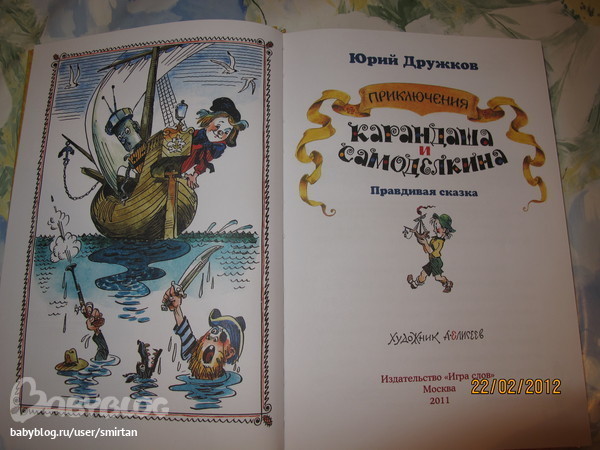 Юрий Дружков
ПРИКЛЮЧЕНИЯ
КАРАНДАША
И
САМОДЕЛКИНА
Правдивая сказка
ХУДОЖНИК А.ЕЛИСЕЕВ
Издательство «Игра слов»
Москва
2011
22/02/2012
BABYBLOG
babyblog.ru/user/smirtan